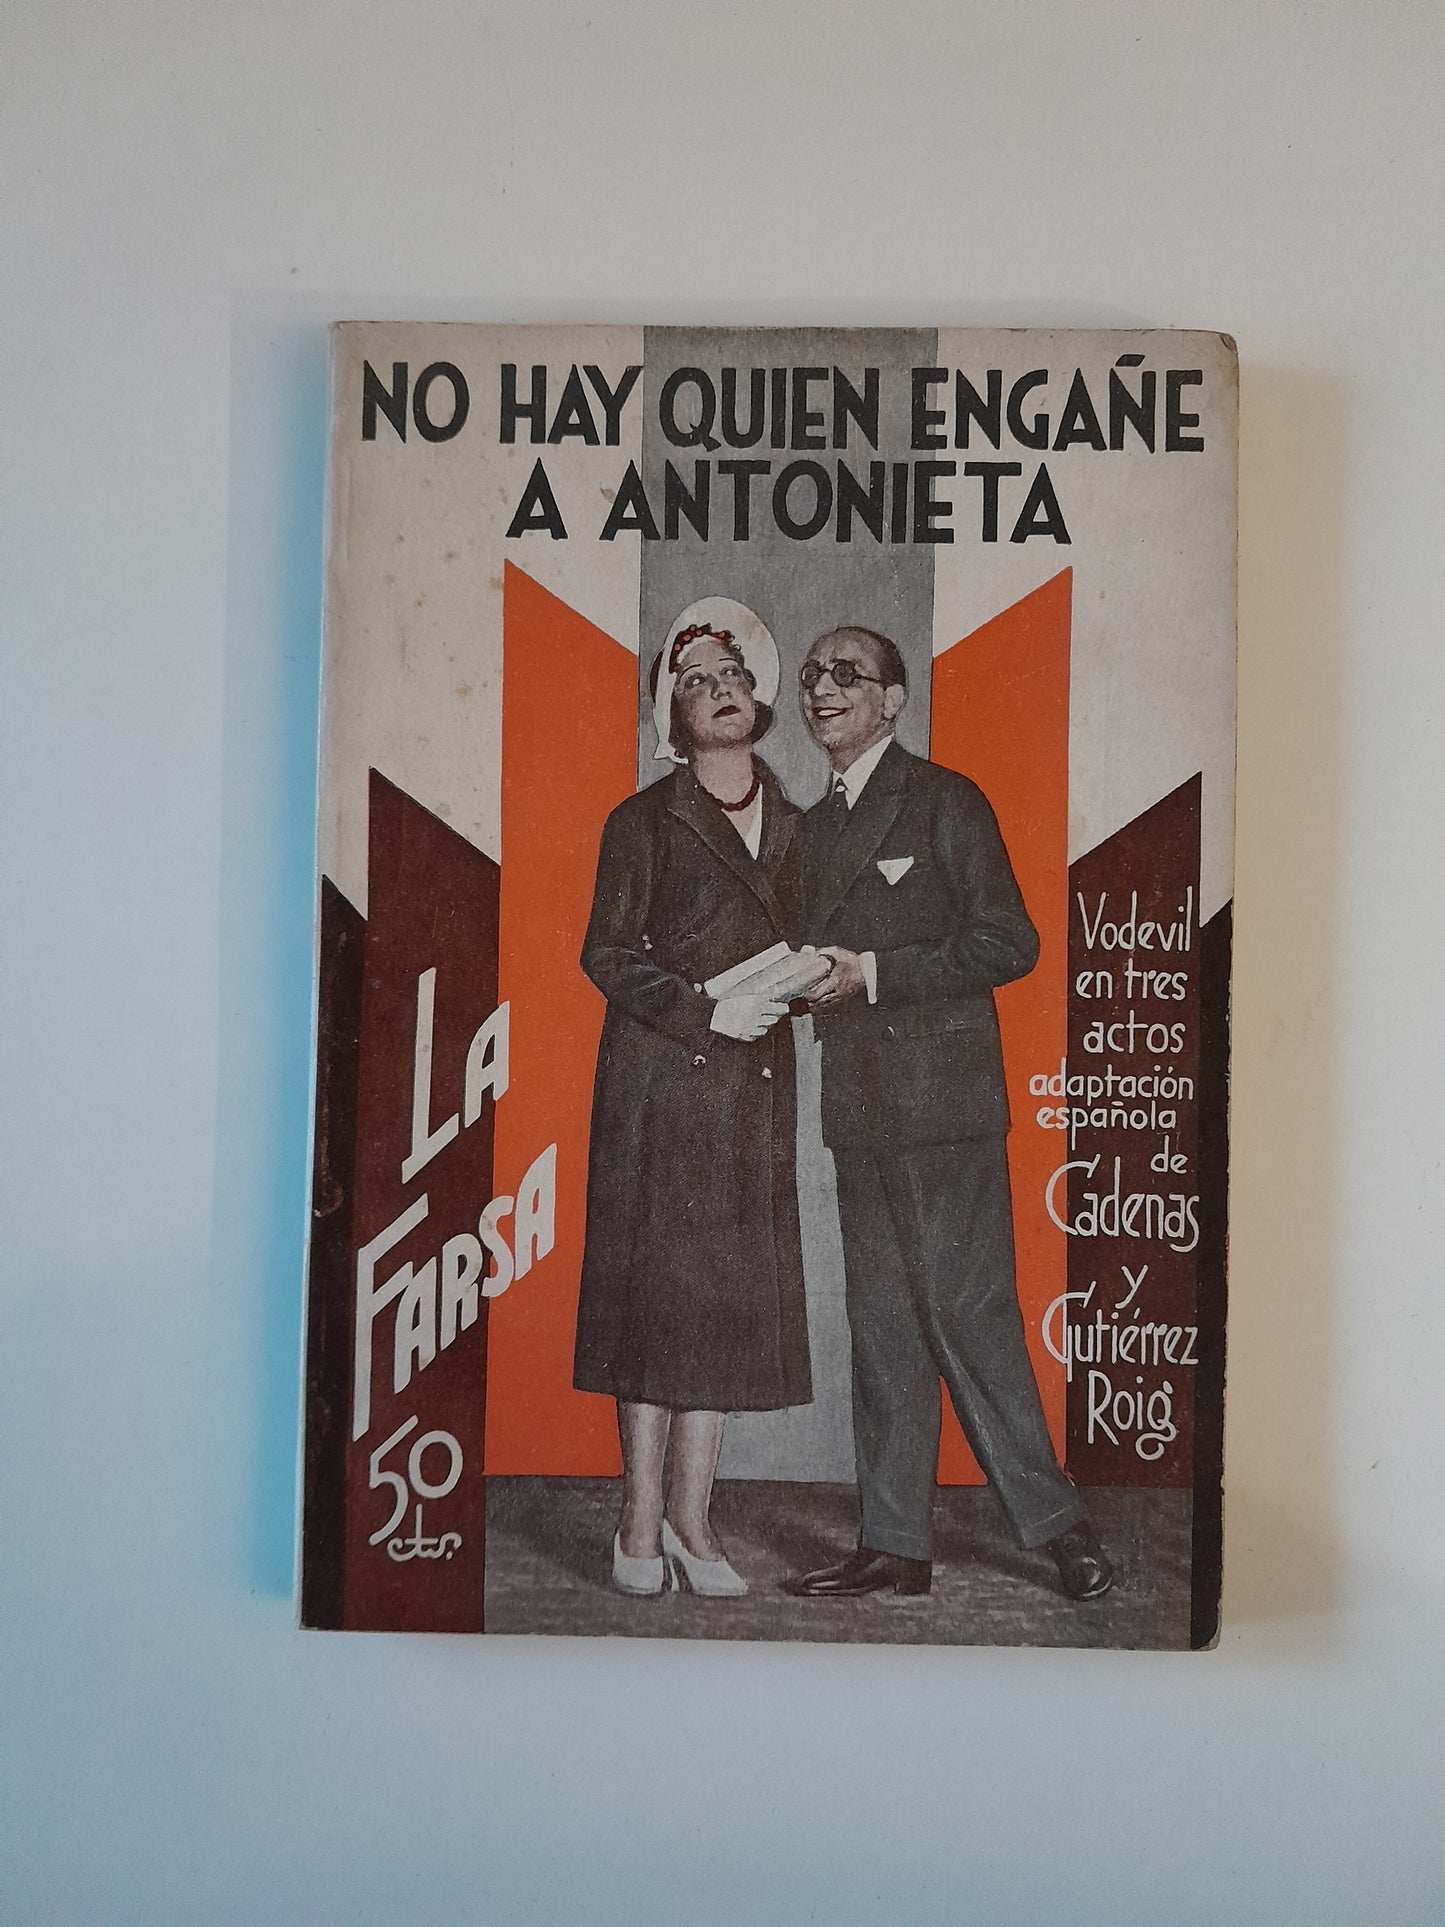 NO HAY QUIEN ENGAÑE
A ANTONIETA
LA
FARSA
50
cts.
Vodevil
en tres
actos
adaptación
española
de
Cadenas
y
Gutiérrez
Roig